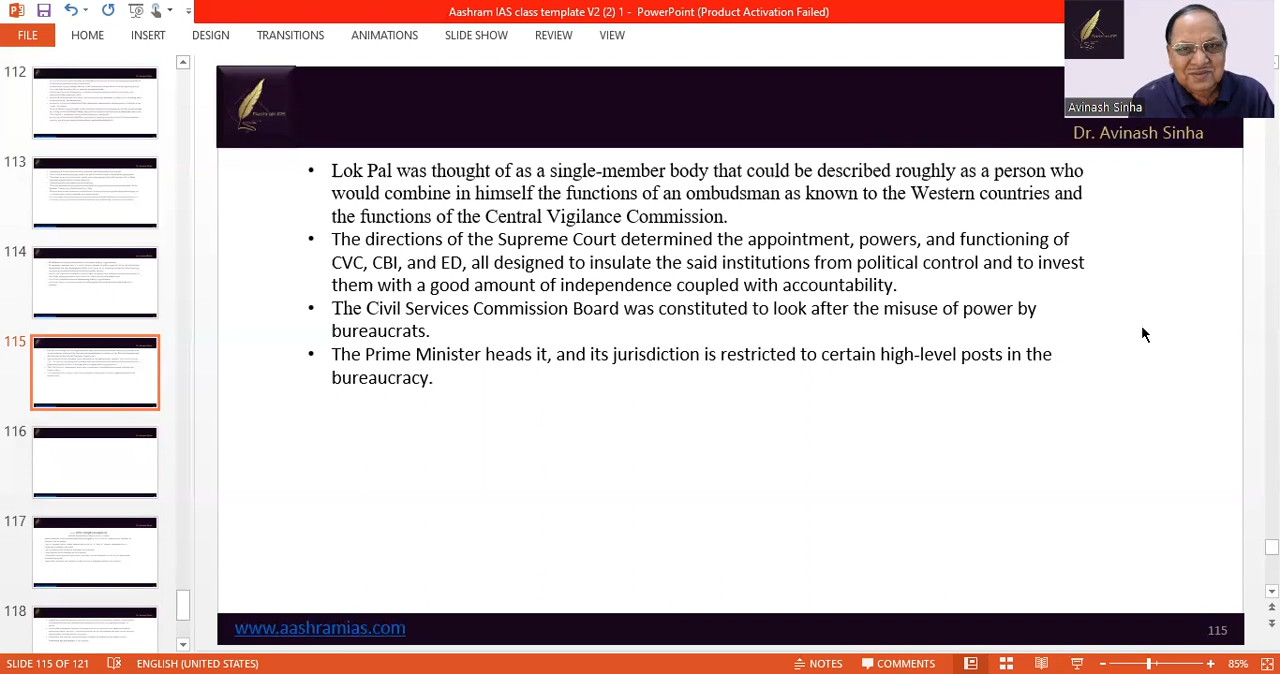 Aashram IAS class template V2 (2) 1 - PowerPoint (Product Activation Failed)
FILE HOME INSERT DESIGN TRANSITIONS ANIMATIONS SLIDE SHOW REVIEW VIEW
Avinash Sinha
Dr. Avinash Sinha
112
113
114
115
116
117
118
• Lok Pal was thought of as a single-member body that could be described roughly as a person who
would combine in himself the functions of an ombudsman as known to the Western countries and
the functions of the Central Vigilance Commission.
• The directions of the Supreme Court determined the appointment, powers, and functioning of
CVC, CBI, and ED, all designed to insulate the said institution from political control and to invest
them with a good amount of independence coupled with accountability.
• The Civil Services Commission Board was constituted to look after the misuse of power by
bureaucrats.
• The Prime Minister heads it, and its jurisdiction is restricted to certain high-level posts in the
bureaucracy.
www.aashramias.com
115
SLIDE 115 OF 121 ENGLISH (UNITED STATES) NOTES COMMENTS 85%